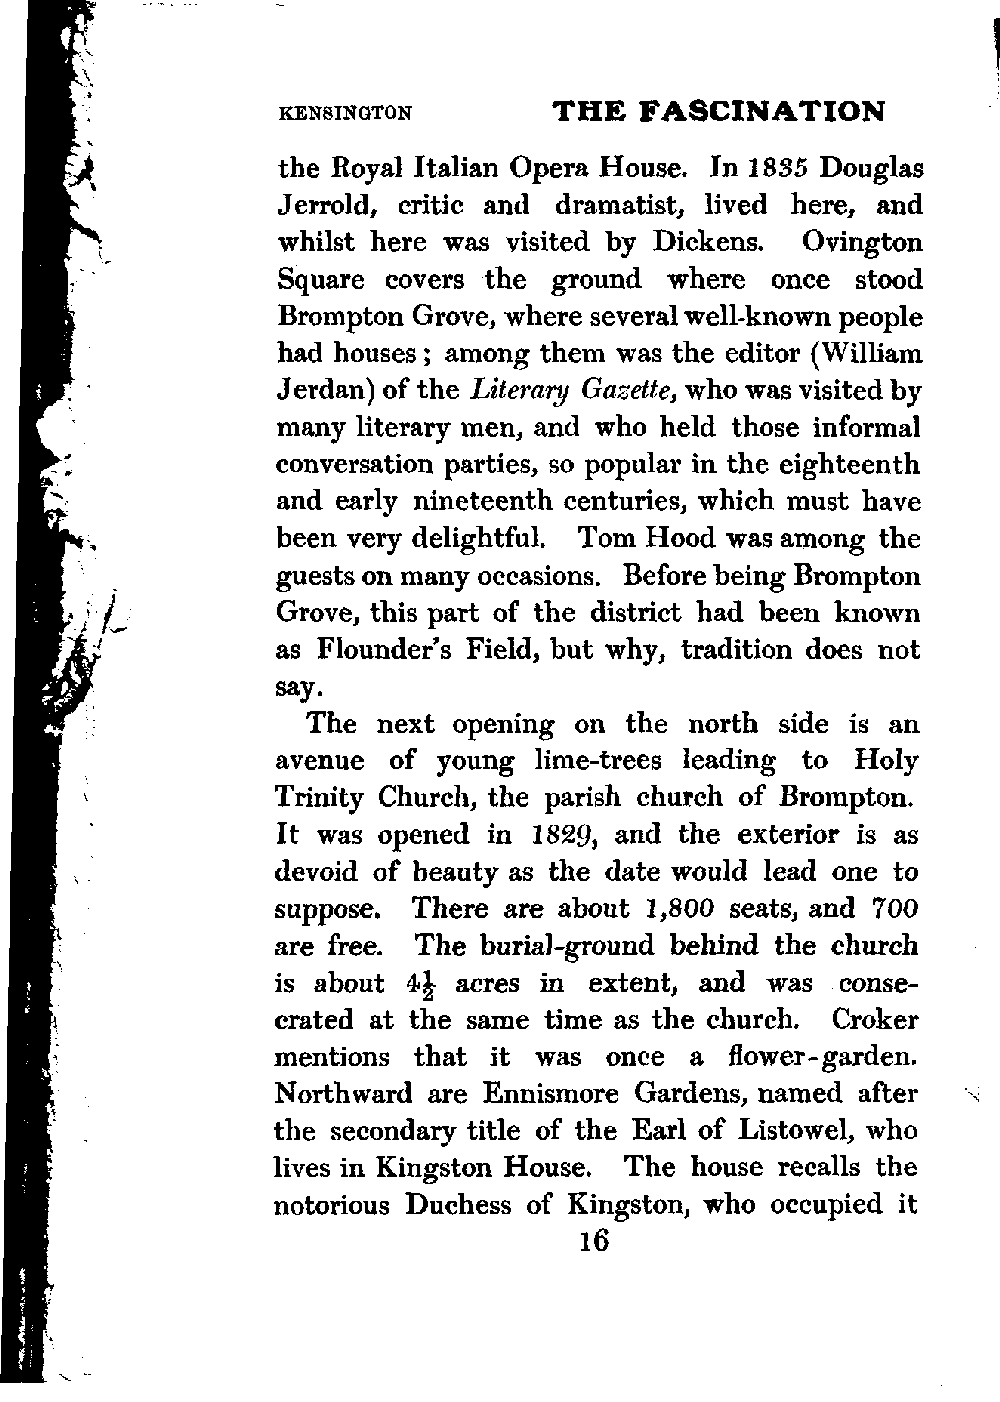 KENSINGTON THE FASCINATION
the Royal Italian Opera House. In 1835 Douglas
Jerrold, critic and dramatist, lived here, and
whilst here was visited by Dickens. Ovington
Square covers the ground where once stood
Brompton Grove, where several well-known people
had houses; among them was the editor (William
Jerdan) of the Literary Gazette, who was visited by
many literary men, and who held those informal
conversation parties, so popular in the eighteenth
and early nineteenth centuries, which must have
been very delightful. Tom Hood was among the
guests on many occasions. Before being Brompton
Grove, this part of the district had been known
as Flounder's Field, but why, tradition does not
say.
The next opening on the north side is an
avenue of young lime-trees leading to Holy
Trinity Church, the parish church of Brompton.
It was opened in 1829, and the exterior is as
devoid of beauty as the date would lead one to
suppose. There are about 1,800 seats, and 700
are free. The burial-ground behind the church
is about 4½ acres in extent, and was conse-
crated at the same time as the church. Croker
mentions that it was once a flower-garden.
Northward are Ennismore Gardens, named after
the secondary title of the Earl of Listowel, who
lives in Kingston House. The house recalls the
notorious Duchess of Kingston, who occupied it
16